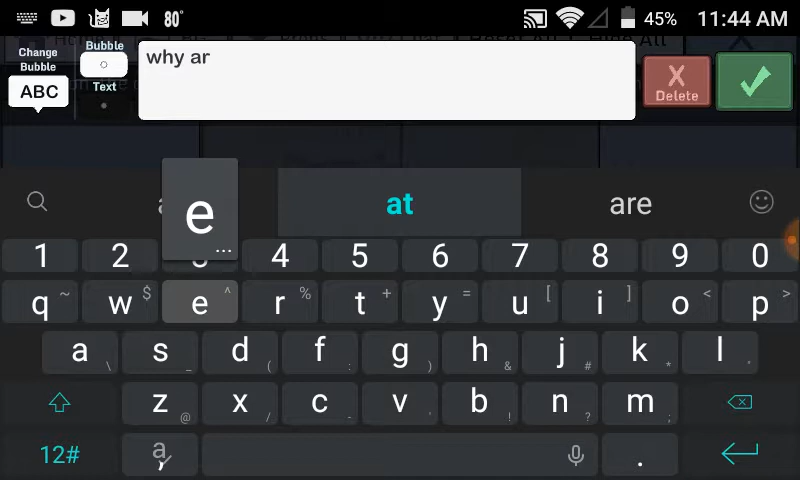 80° 45% 11:44 AM
Change
Bubble
ABC
Bubble
Text
why ar
X
Delete
at are
e
...
1 2 4 5 6 7 8 9 0
q ~ w $ e ^ r % t + y = u [ i ] o < p >
a \ s _ d ( f : g ) h & j # k * l
z @ x / c - v b ! n ? m ;
12# , .